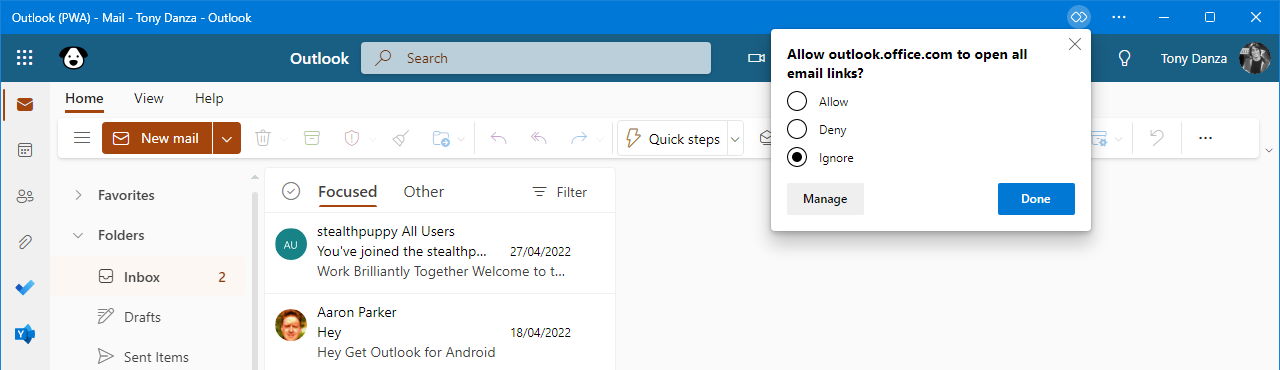 Outlook (PWA) - Mail - Tony Danza - Outlook
Outlook
Search
Tony Danza
Allow outlook.office.com to open all
email links?
Allow
Deny
Ignore
Manage
Done
Home
View
Help
New mail
Quick steps
Favorites
Folders
Inbox
2
Drafts
Sent Items
Focused
Other
Filter
AU
stealthpuppy All Users
You've joined the stealthp...
27/04/2022
Work Brilliantly Together Welcome to t...
Aaron Parker
Hey
18/04/2022
Hey Get Outlook for Android